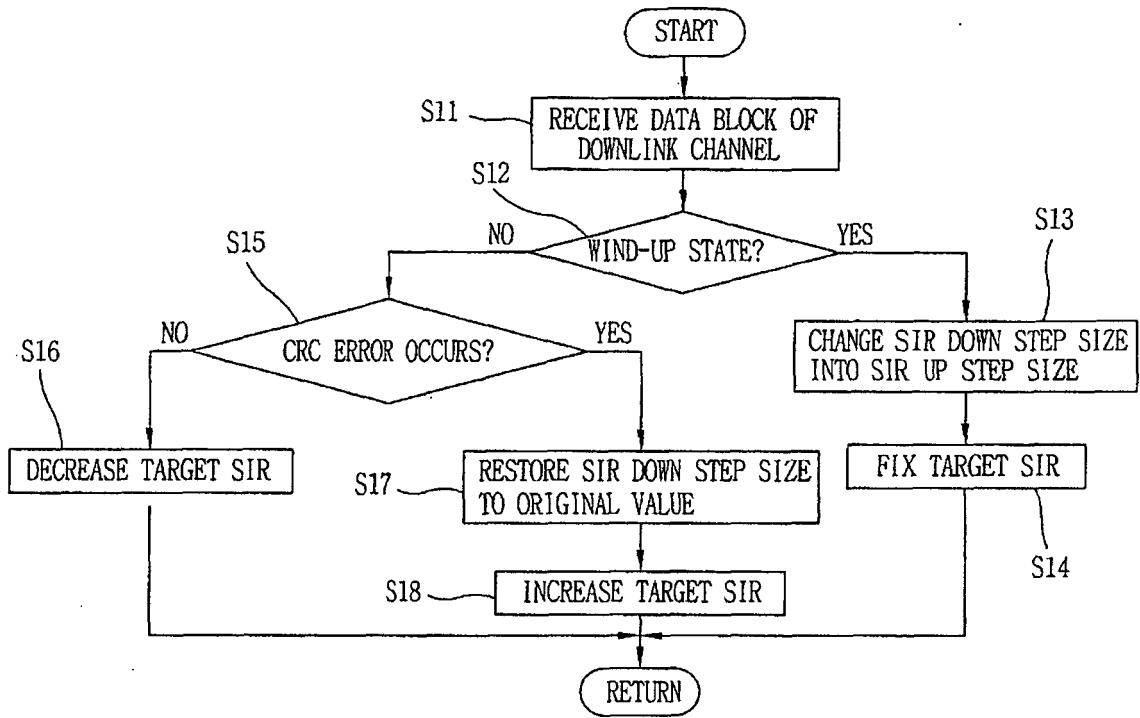 START
S11
RECEIVE DATA BLOCK OF
DOWNLINK CHANNEL
S12
WIND-UP STATE?
NO
YES
S13
S15
CRC ERROR OCCURS?
NO
YES
CHANGE SIR DOWN STEP SIZE
INTO SIR UP STEP SIZE
S16
DECREASE TARGET SIR
S17
RESTORE SIR DOWN STEP SIZE
TO ORIGINAL VALUE
FIX TARGET SIR
S14
S18
INCREASE TARGET SIR
RETURN